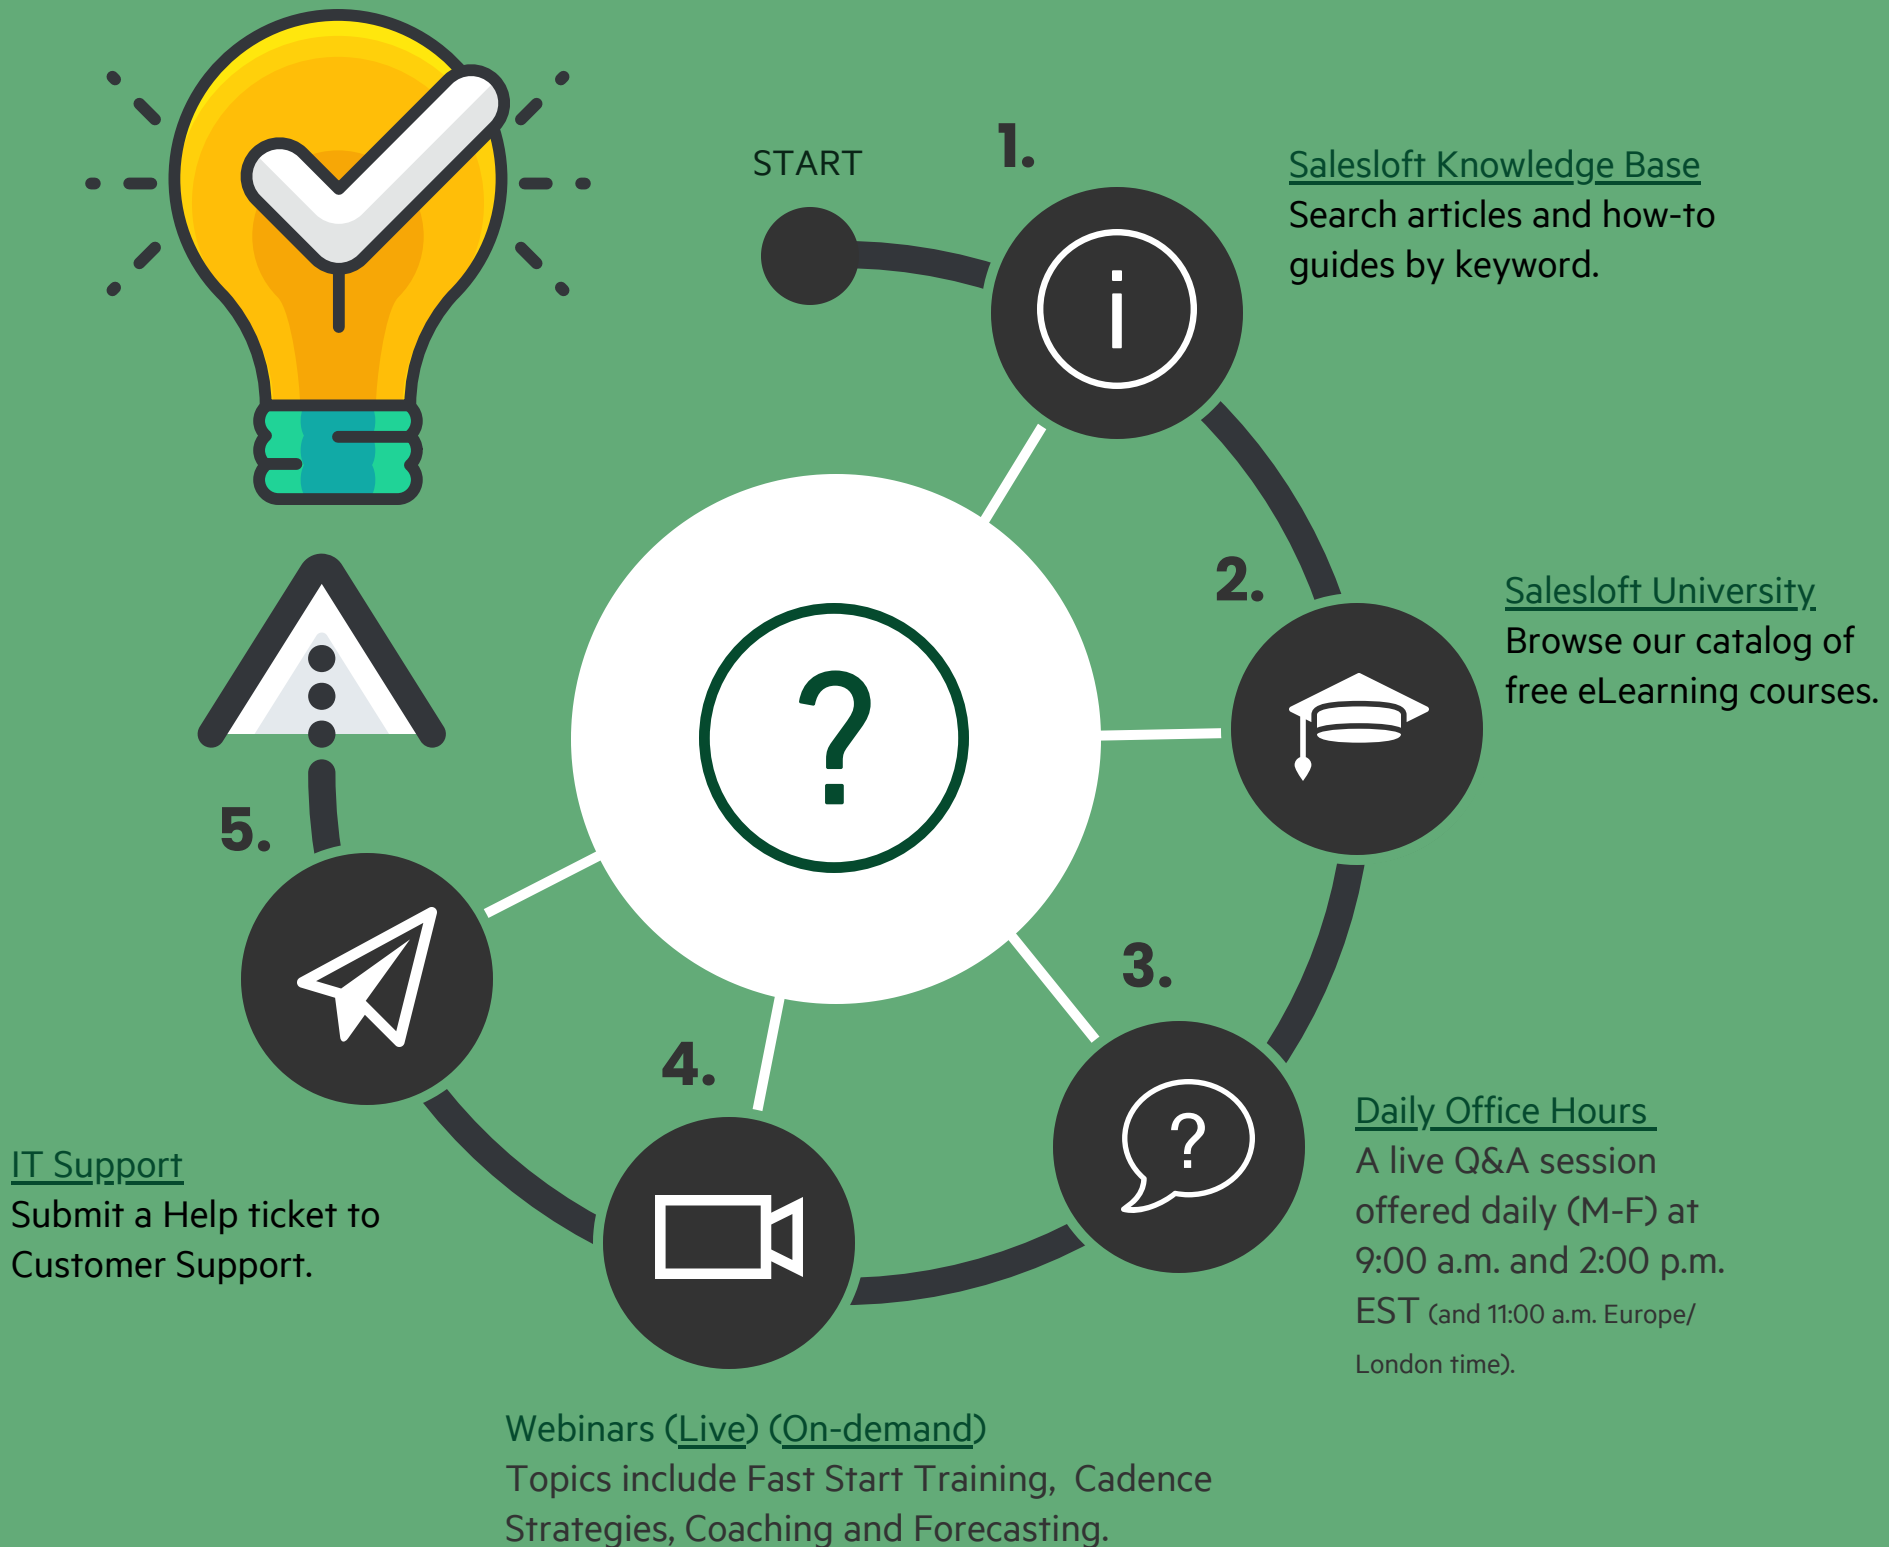 START
1.
Salesloft Knowledge Base
Search articles and how-to
guides by keyword.
i
2.
Salesloft University
Browse our catalog of
free eLearning courses.
?
3.
?
Daily Office Hours
A live Q&A session
offered daily (M-F) at
9:00 a.m. and 2:00 p.m.
EST (and 11:00 a.m. Europe/
London time).
4.
Webinars (Live) (On-demand)
Topics include Fast Start Training, Cadence
Strategies, Coaching and Forecasting.
5.
IT Support
Submit a Help ticket to
Customer Support.